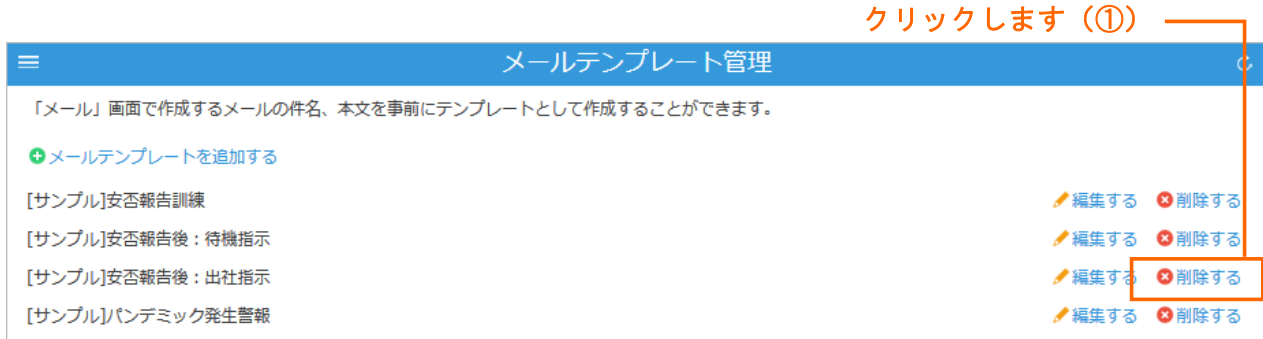 クリックします（①）
メールテンプレート管理
「メール」画面で作成するメールの件名、本文を事前にテンプレートとして作成することができます。
メールテンプレートを追加する
[サンプル]安否報告訓練 編集する 削除する
[サンプル]安否報告後：待機指示 編集する 削除する
[サンプル]安否報告後：出社指示 編集する 削除する
[サンプル]パンデミック発生警報 編集する 削除する